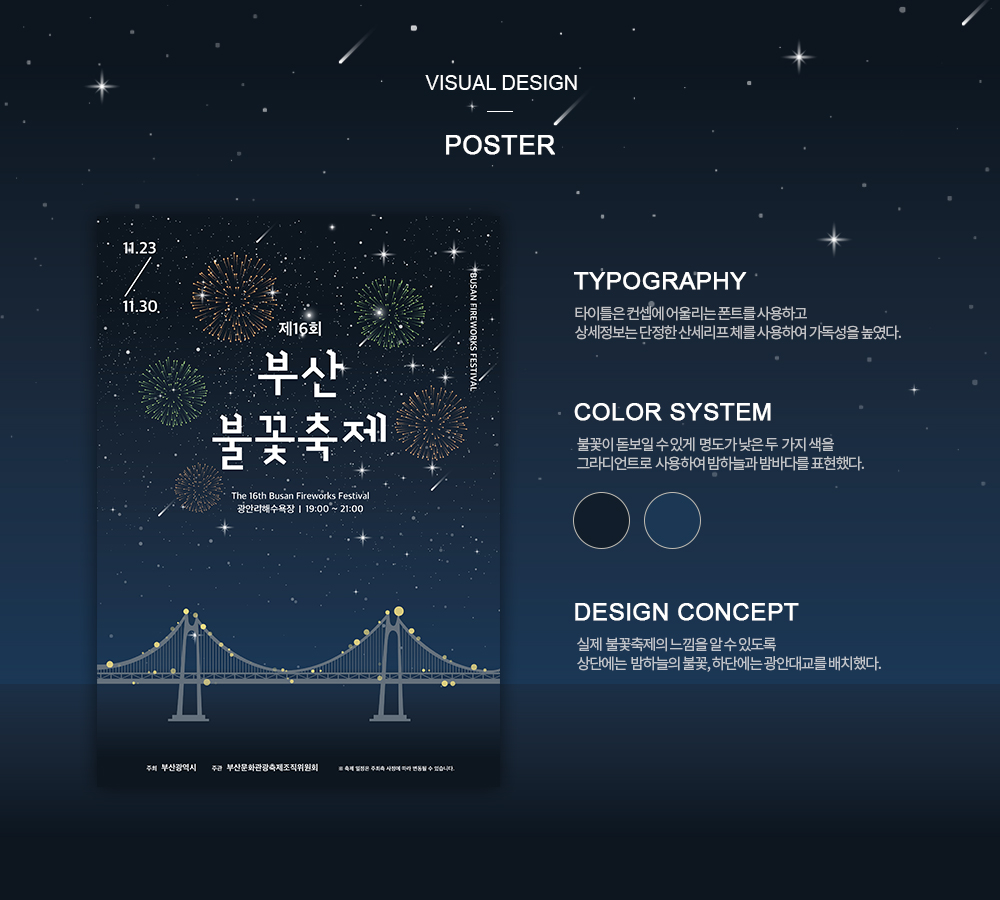 VISUAL DESIGN
POSTER
11.23
11.30
BUSAN FIREWORKS FESTIVAL
제16회
부산
불꽃축제
The 16th Busan Fireworks Festival
광안리해수욕장 | 19:00 ~ 21:00
주최 부산광역시 주관 부산문화관광축제조직위원회 ※ 축제 일정은 주최측 사정에 따라 변동될 수 있습니다.
TYPOGRAPHY
타이틀은 컨셉에 어울리는 폰트를 사용하고
상세정보는 단정한 산세리프체를 사용하여 가독성을 높였다.
COLOR SYSTEM
불꽃이 돋보일 수 있게 명도가 낮은 두 가지 색을
그라디언트로 사용하여 밤하늘과 밤바다를 표현했다.
DESIGN CONCEPT
실제 불꽃축제의 느낌을 알 수 있도록
상단에는 밤하늘의 불꽃, 하단에는 광안대교를 배치했다.